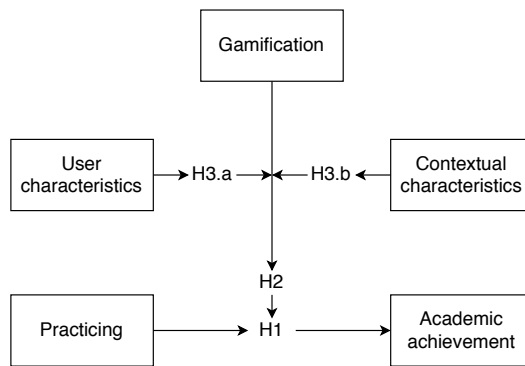 Gamification
User
characteristics
H3.a
H3.b
Contextual
characteristics
H2
Practicing
H1
Academic
achievement